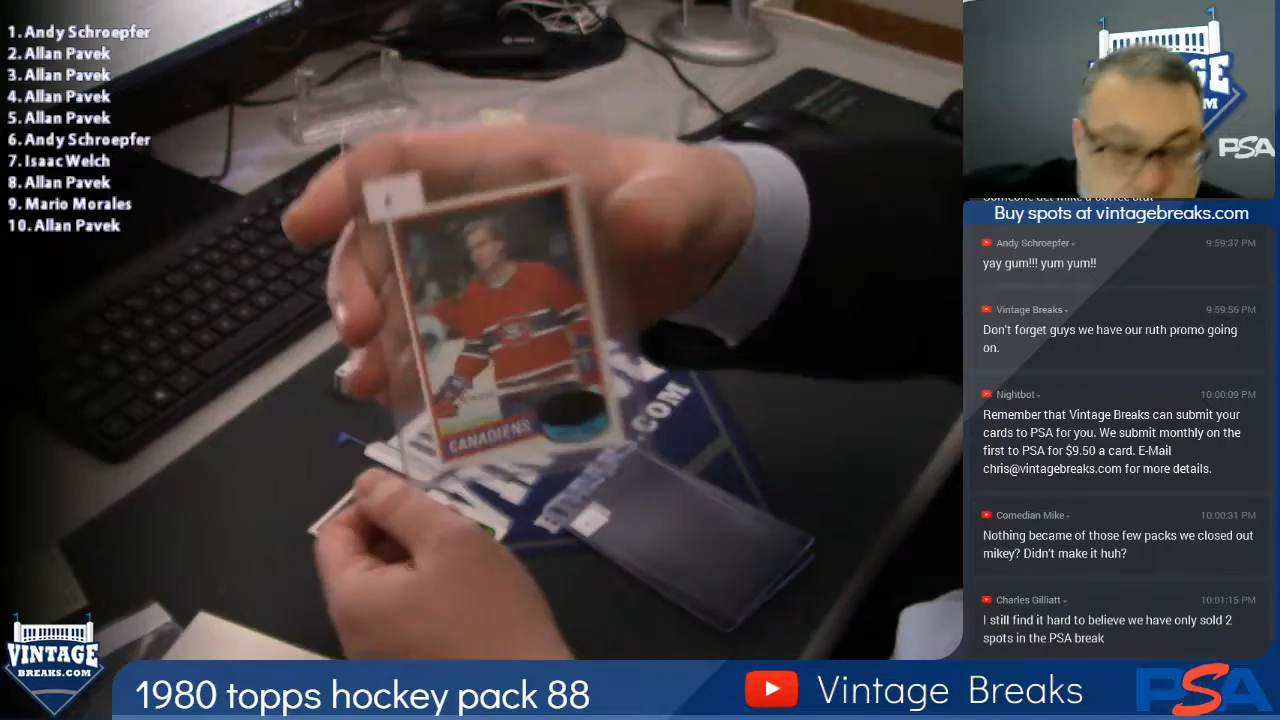 1. Andy Schroepfer
2. Allan Pavek
3. Allan Pavek
4. Allan Pavek
5. Allan Pavek
6. Andy Schroepfer
7. Isaac Welch
8. Allan Pavek
9. Mario Morales
10. Allan Pavek
CANADIENS
.COM
VINTAGE
BREAKS.COM
1980 topps hockey pack 88
Vintage Breaks
PSA
PSA
Buy spots at vintagebreaks.com
Andy Schroepfer
9:59:37 PM
yay gum!!! yum yum!!
Vintage Breaks
9:59:56 PM
Don't forget guys we have our ruth promo going
on.
Nightbot
10:00:09 PM
Remember that Vintage Breaks can submit your
cards to PSA for you. We submit monthly on the
first to PSA for $9.50 a card. E-Mail
chris@vintagebreaks.com for more details.
Comedian Mike
10:00:31 PM
Nothing became of those few packs we closed out
mikey? Didn't make it huh?
Charles Gilliatt
10:01:15 PM
I still find it hard to believe we have only sold 2
spots in the PSA break